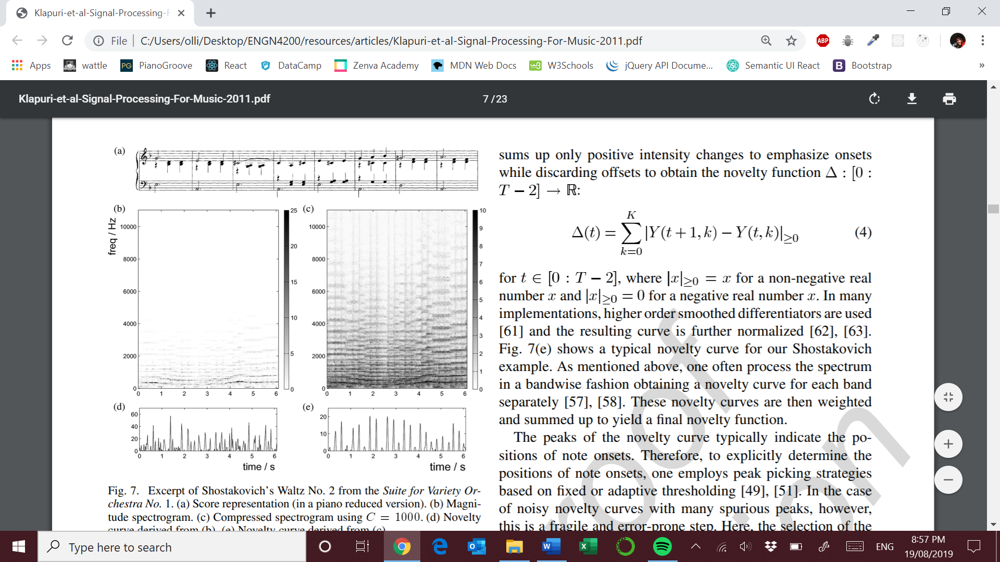 Klapuri-et-al-Signal-Processing-F
File C:/Users/olli/Desktop/ENGN4200/resources/articles/Klapuri-et-al-Signal-Processing-For-Music-2011.pdf
ABP
Apps wattle PG PianoGroove React DataCamp Zenva Academy MDN Web Docs W3Schools jQuery API Docume... Semantic UI React B Bootstrap »
Klapuri-et-al-Signal-Processing-For-Music-2011.pdf 7 / 23
(a)
(b) (c)
freq / Hz
10000 8000 6000 4000 2000 0
0 1 2 3 4 5 6
25 20 15 10 5 0
10000 8000 6000 4000 2000 0
0 1 2 3 4 5 6
10 9 8 7 6 5 4 3 2 1 0
(d) (e)
60 40 20 0
0 1 2 3 4 5 6
time / s
20 10 0
0 1 2 3 4 5 6
time / s
Fig. 7. Excerpt of Shostakovich's Waltz No. 2 from the Suite for Variety Or-
chestra No. 1. (a) Score representation (in a piano reduced version). (b) Magni-
tude spectrogram. (c) Compressed spectrogram using C = 1000. (d) Novelty
curve derived from (b). (e) Novelty curve derived from (c).
sums up only positive intensity changes to emphasize onsets
while discarding offsets to obtain the novelty function Δ : [0 :
T − 2] → ℝ:
Δ(t) = ∑_{k=0}^{K} |Y(t + 1, k) − Y(t, k)|≥0 (4)
for t ∈ [0 : T − 2], where |x|≥0 = x for a non-negative real
number x and |x|≥0 = 0 for a negative real number x. In many
implementations, higher order smoothed differentiators are used
[61] and the resulting curve is further normalized [62], [63].
Fig. 7(e) shows a typical novelty curve for our Shostakovich
example. As mentioned above, one often process the spectrum
in a bandwise fashion obtaining a novelty curve for each band
separately [57], [58]. These novelty curves are then weighted
and summed up to yield a final novelty function.
The peaks of the novelty curve typically indicate the po-
sitions of note onsets. Therefore, to explicitly determine the
positions of note onsets, one employs peak picking strategies
based on fixed or adaptive thresholding [49], [51]. In the case
of noisy novelty curves with many spurious peaks, however,
this is a fragile and error-prone step. Here, the selection of the
Type here to search
ENG
8:57 PM
19/08/2019